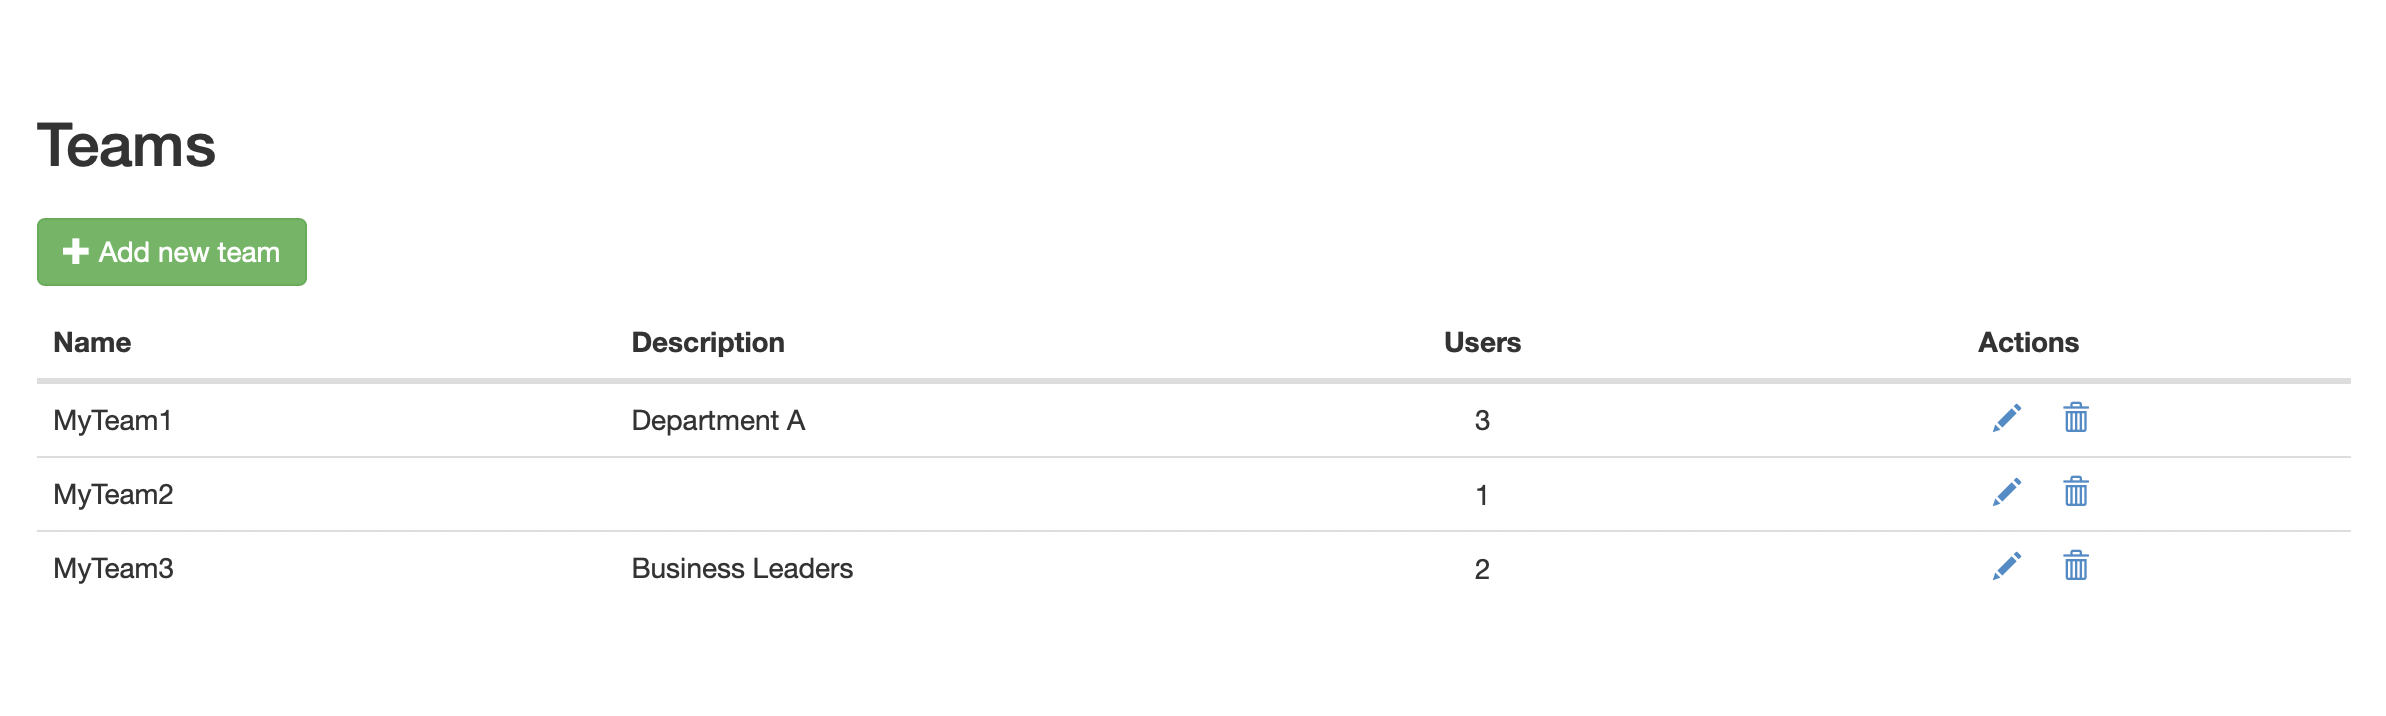 Teams
Add new team
Name Description Users Actions
MyTeam1 Department A 3
MyTeam2 1
MyTeam3 Business Leaders 2